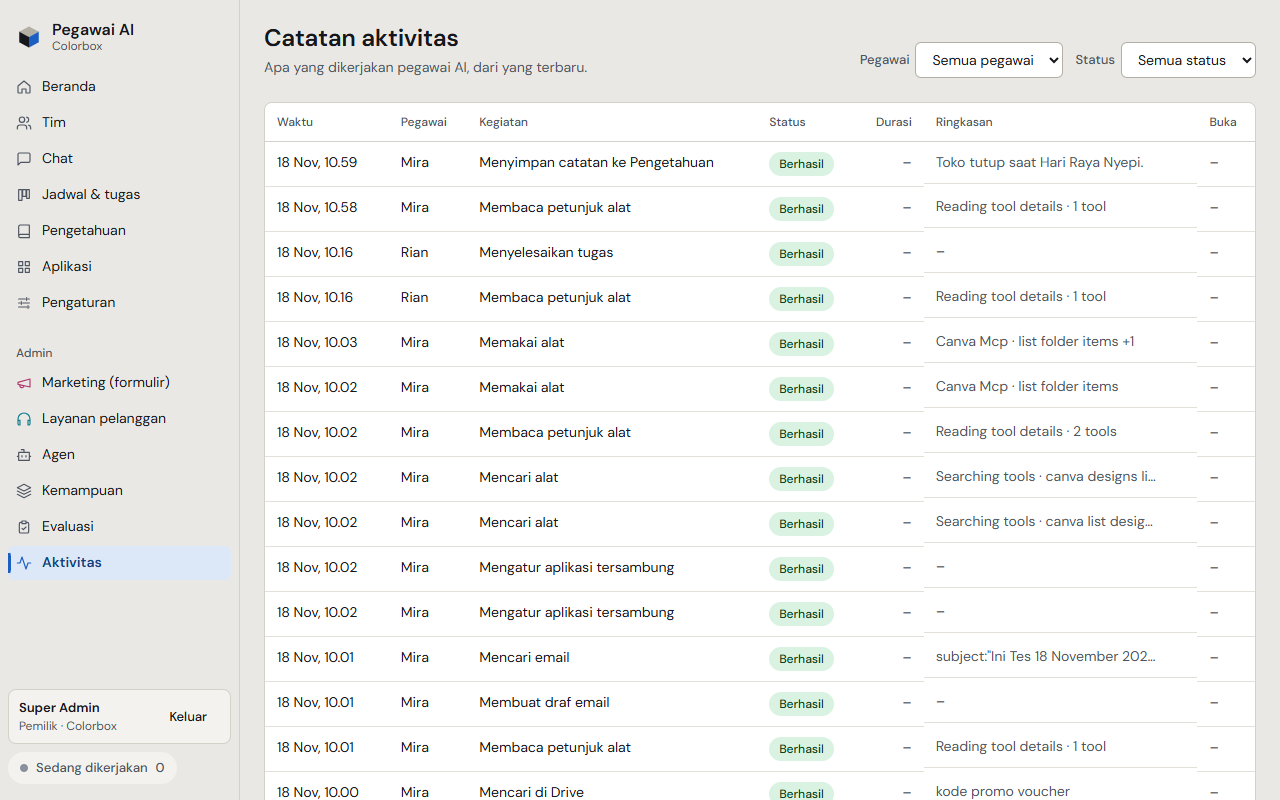 Pegawai AI
Colorbox
Beranda
Tim
Chat
Jadwal & tugas
Pengetahuan
Aplikasi
Pengaturan
Admin
Marketing (formulir)
Layanan pelanggan
Agen
Kemampuan
Evaluasi
Aktivitas
Super Admin
Pemilik · Colorbox
Keluar
Sedang dikerjakan 0
Catatan aktivitas
Apa yang dikerjakan pegawai AI, dari yang terbaru.
Pegawai Semua pegawai Status Semua status
Waktu Pegawai Kegiatan Status Durasi Ringkasan Buka
18 Nov, 10.59 Mira Menyimpan catatan ke Pengetahuan Berhasil – Toko tutup saat Hari Raya Nyepi. –
18 Nov, 10.58 Mira Membaca petunjuk alat Berhasil – Reading tool details · 1 tool –
18 Nov, 10.16 Rian Menyelesaikan tugas Berhasil – – –
18 Nov, 10.16 Rian Membaca petunjuk alat Berhasil – Reading tool details · 1 tool –
18 Nov, 10.03 Mira Memakai alat Berhasil – Canva Mcp · list folder items +1 –
18 Nov, 10.02 Mira Memakai alat Berhasil – Canva Mcp · list folder items –
18 Nov, 10.02 Mira Membaca petunjuk alat Berhasil – Reading tool details · 2 tools –
18 Nov, 10.02 Mira Mencari alat Berhasil – Searching tools · canva designs li... –
18 Nov, 10.02 Mira Mencari alat Berhasil – Searching tools · canva list desig... –
18 Nov, 10.02 Mira Mengatur aplikasi tersambung Berhasil – – –
18 Nov, 10.02 Mira Mengatur aplikasi tersambung Berhasil – – –
18 Nov, 10.01 Mira Mencari email Berhasil – subject:"Ini Tes 18 November 202... –
18 Nov, 10.01 Mira Membuat draf email Berhasil – – –
18 Nov, 10.01 Mira Membaca petunjuk alat Berhasil – Reading tool details · 1 tool –
18 Nov, 10.00 Mira Mencari di Drive Berhasil – kode promo voucher –